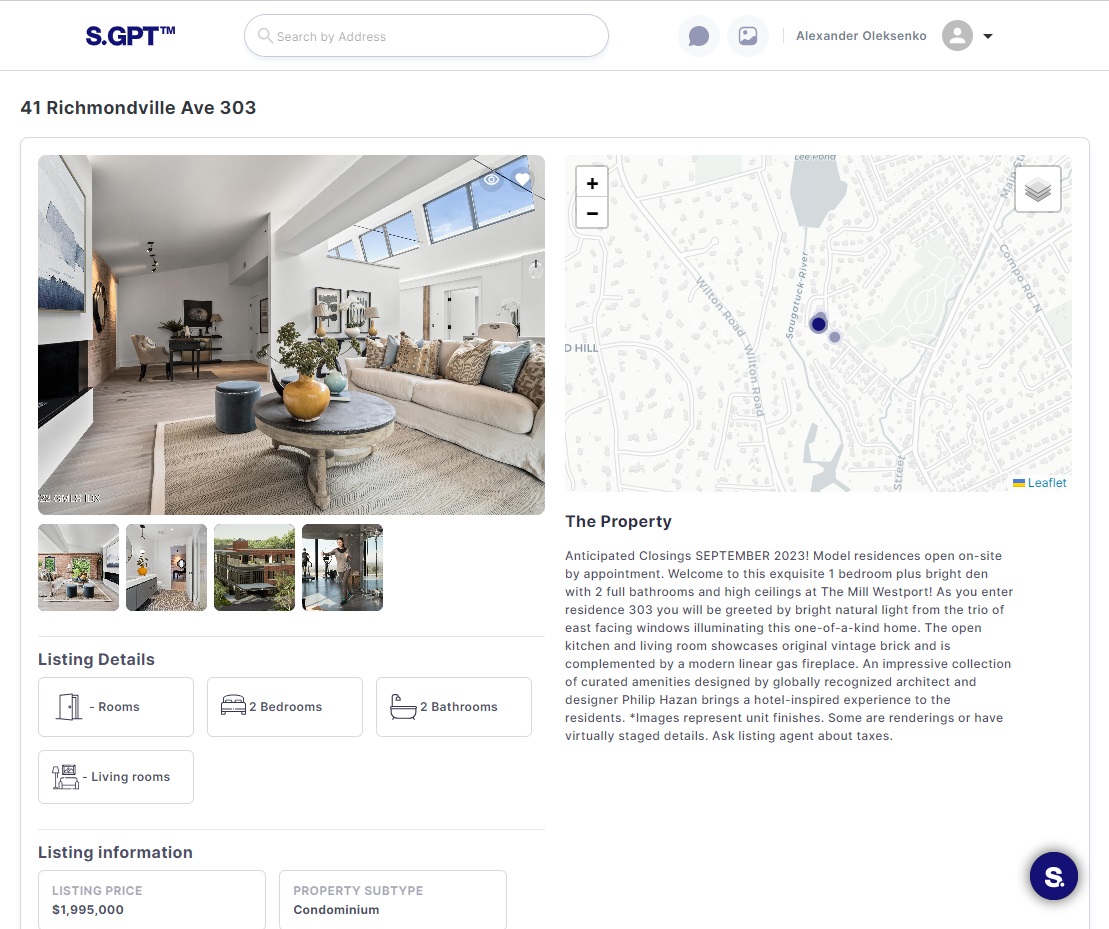 S.GPT™
Search by Address
Alexander Oleksenko
41 Richmondville Ave 303
+
−
Lee Pond
Main St
Compo Rd. N
Wilton Road
Wilton Road
Saugatuck River
D HILL
Street
Leaflet
The Property
Anticipated Closings SEPTEMBER 2023! Model residences open on-site
by appointment. Welcome to this exquisite 1 bedroom plus bright den
with 2 full bathrooms and high ceilings at The Mill Westport! As you enter
residence 303 you will be greeted by bright natural light from the trio of
east facing windows illuminating this one-of-a-kind home. The open
kitchen and living room showcases original vintage brick and is
complemented by a modern linear gas fireplace. An impressive collection
of curated amenities designed by globally recognized architect and
designer Philip Hazan brings a hotel-inspired experience to the
residents. *Images represent unit finishes. Some are renderings or have
virtually staged details. Ask listing agent about taxes.
Listing Details
- Rooms
2 Bedrooms
2 Bathrooms
- Living rooms
Listing information
LISTING PRICE
$1,995,000
PROPERTY SUBTYPE
Condominium
S.